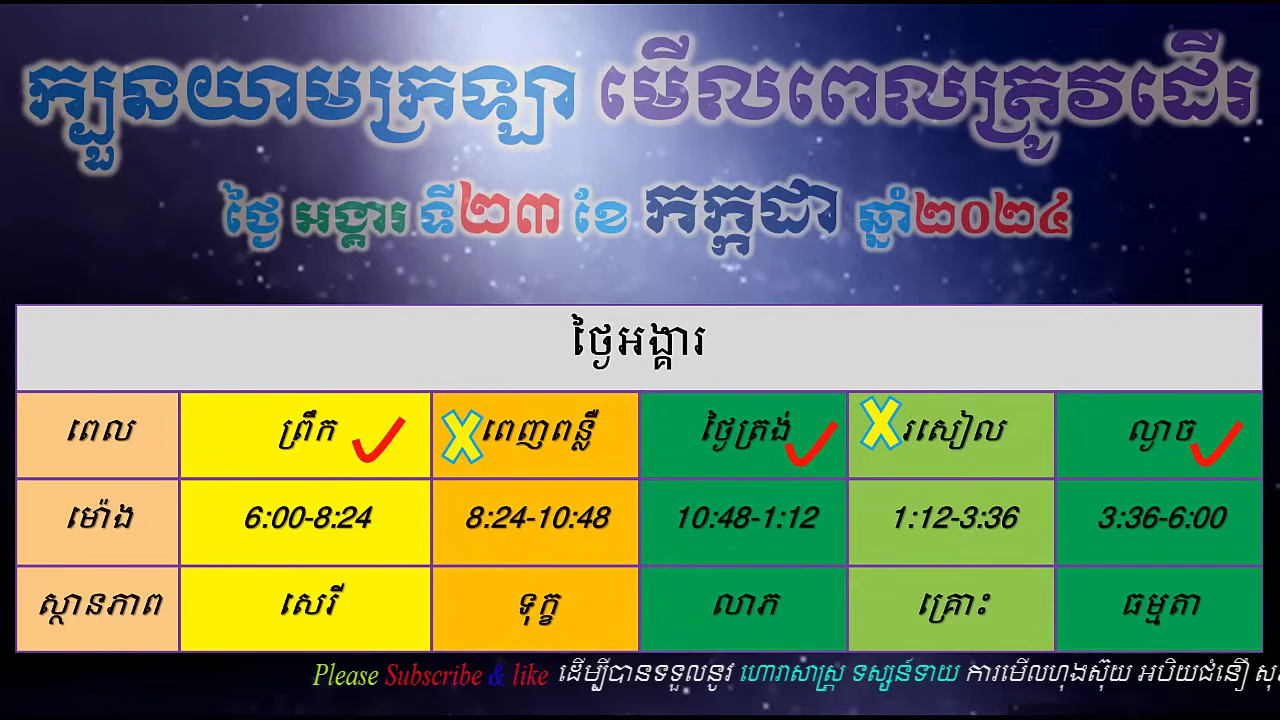 ក្បួនយាមក្រឡា មើលពេលត្រូវដើរ
ថ្ងៃ អង្គារ ទី២៣ ខែ កក្កដា ឆ្នាំ២០២៤
ថ្ងៃអង្គារ
ពេល ព្រឹក ពេញពន្លឺ ថ្ងៃត្រង់ រសៀល ល្ងាច
ម៉ោង 6:00-8:24 8:24-10:48 10:48-1:12 1:12-3:36 3:36-6:00
ស្ថានភាព សេរី ទុក្ខ លាភ គ្រោះ ធម្មតា
Please Subscribe & like ដើម្បីបានទទួលនូវ ហោរាសាស្ត្រ ទស្សន៍ទាយ ការមើលហុងស៊ុយ អបិយជំនឿ